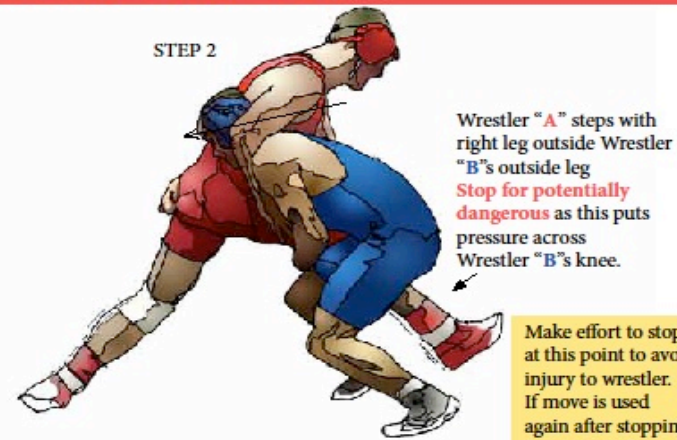 STEP 2
Wrestler “A” steps with
right leg outside Wrestler
“B”s outside leg
Stop for potentially
dangerous as this puts
pressure across
Wrestler “B”s knee.
Make effort to stop
at this point to avo
injury to wrestler.
If move is used
again after stoppin